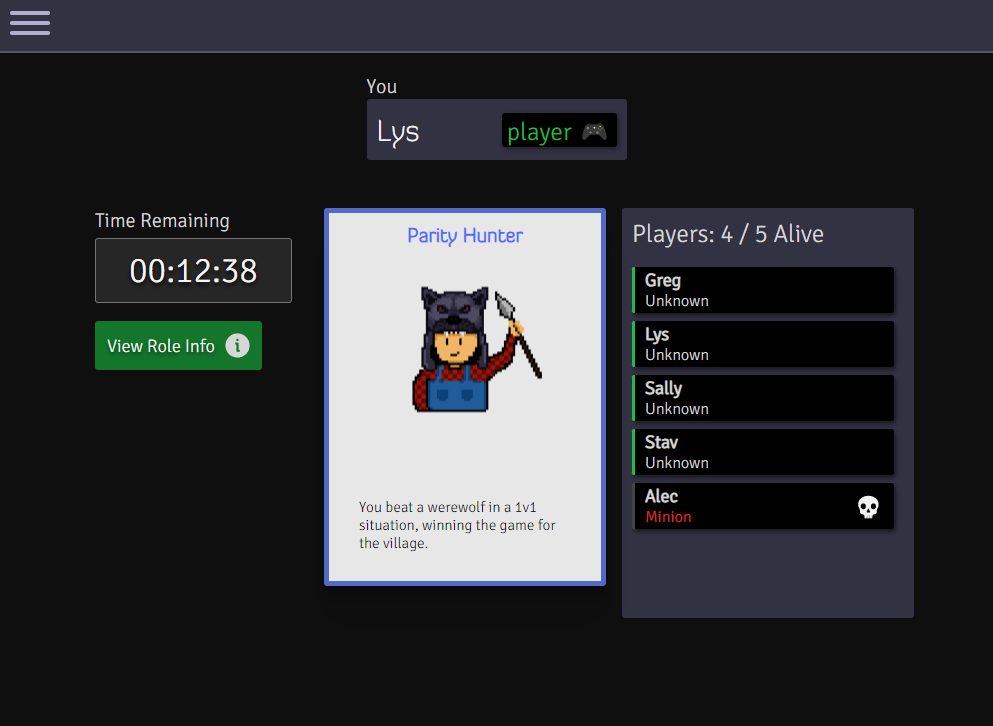 You
Lys
player
Time Remaining
00:12:38
View Role Info i
Parity Hunter
You beat a werewolf in a 1v1
situation, winning the game for
the village.
Players: 4 / 5 Alive
Greg
Unknown
Lys
Unknown
Sally
Unknown
Stav
Unknown
Alec
Minion